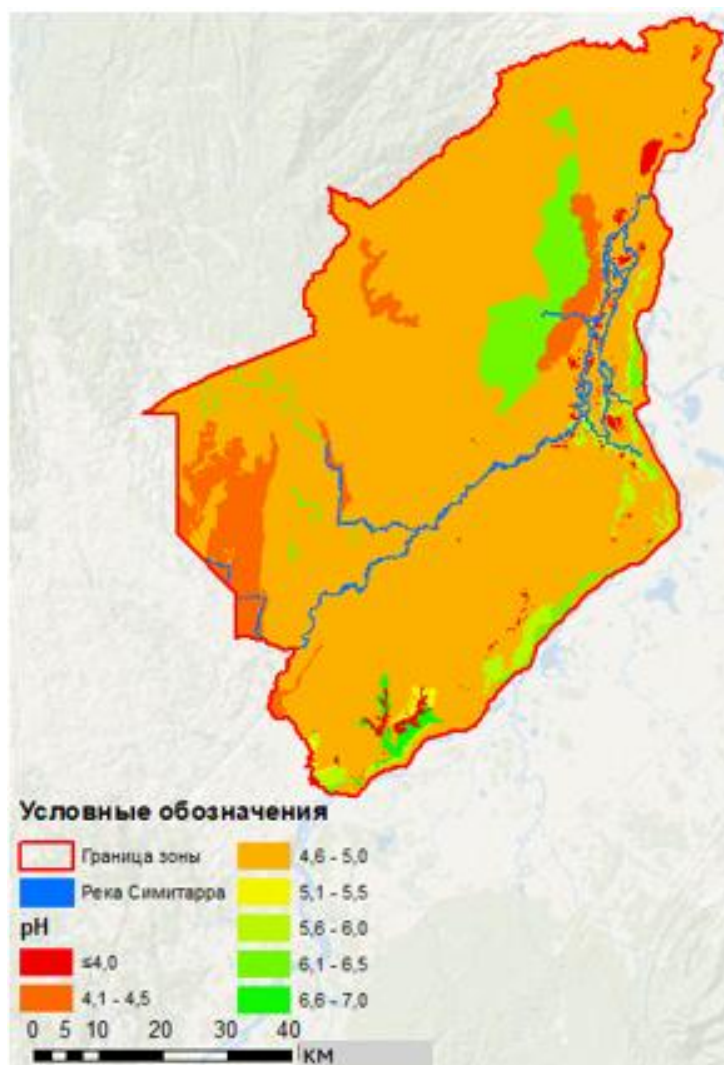 Условные обозначения
Граница зоны
Река Симитарра
pH
≤4,0
4,1 - 4,5
4,6 - 5,0
5,1 - 5,5
5,6 - 6,0
6,1 - 6,5
6,6 - 7,0
0 5 10 20 30 40
КМ